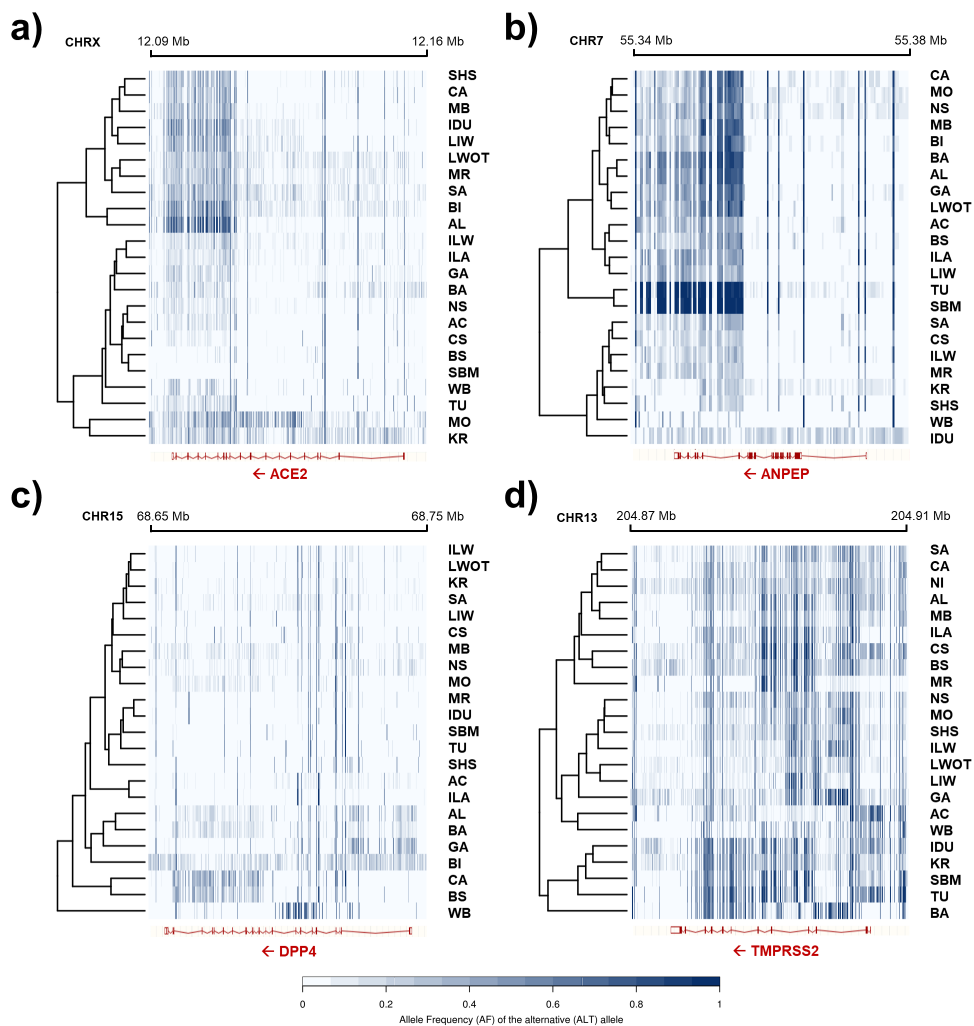 a)
CHRX
12.09 Mb
12.16 Mb
SHS
CA
MB
IDU
LIW
LWOT
MR
SA
BI
AL
ILW
ILA
GA
BA
NS
AC
CS
BS
SBM
WB
TU
MO
KR
← ACE2
b)
CHR7
55.34 Mb
55.38 Mb
CA
MO
NS
MB
BI
BA
AL
GA
LWOT
AC
BS
ILA
LIW
TU
SBM
SA
CS
ILW
MR
KR
SHS
WB
IDU
← ANPEP
c)
CHR15
68.65 Mb
68.75 Mb
ILW
LWOT
KR
SA
LIW
CS
MB
NS
MO
MR
IDU
SBM
TU
SHS
AC
ILA
AL
BA
GA
BI
CA
BS
WB
← DPP4
d)
CHR13
204.87 Mb
204.91 Mb
SA
CA
NI
AL
MB
ILA
CS
BS
MR
NS
MO
SHS
ILW
LWOT
LIW
GA
AC
WB
IDU
KR
SBM
TU
BA
← TMPRSS2
0 0.2 0.4 0.6 0.8 1
Allele Frequency (AF) of the alternative (ALT) allele